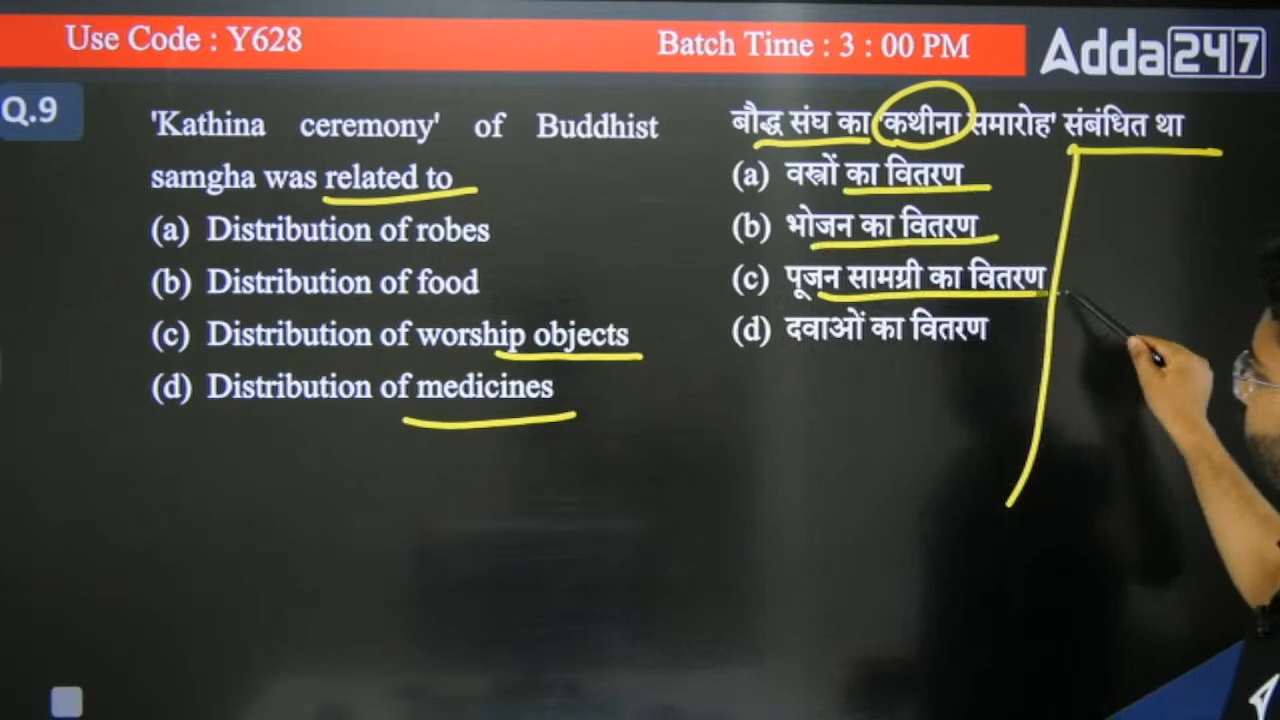 Use Code : Y628
Batch Time : 3 : 00 PM
Adda247
Q.9
'Kathina ceremony' of Buddhist
samgha was related to
(a) Distribution of robes
(b) Distribution of food
(c) Distribution of worship objects
(d) Distribution of medicines
बौद्ध संघ का 'कथीना समारोह' संबंधित था
(a) वस्त्रों का वितरण
(b) भोजन का वितरण
(c) पूजन सामग्री का वितरण
(d) दवाओं का वितरण